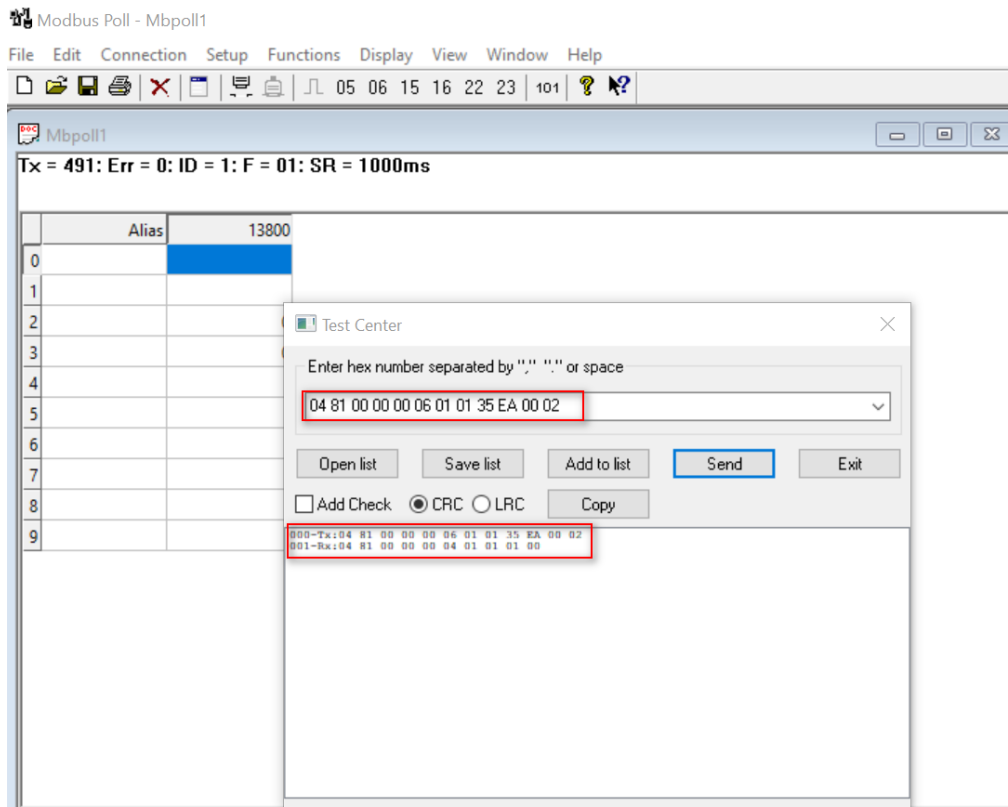 Modbus Poll - Mbpoll1
File Edit Connection Setup Functions Display View Window Help
05 06 15 16 22 23 101
Mbpoll1
Tx = 491: Err = 0: ID = 1: F = 01: SR = 1000ms
Alias 13800
0
1
2
3
4
5
6
7
8
9
Test Center
Enter hex number separated by "," "." or space
04 81 00 00 00 06 01 01 35 EA 00 02
Open list Save list Add to list Send Exit
Add Check CRC LRC Copy
000-Tx:04 81 00 00 00 06 01 01 35 EA 00 02
001-Rx:04 81 00 00 00 04 01 01 01 00